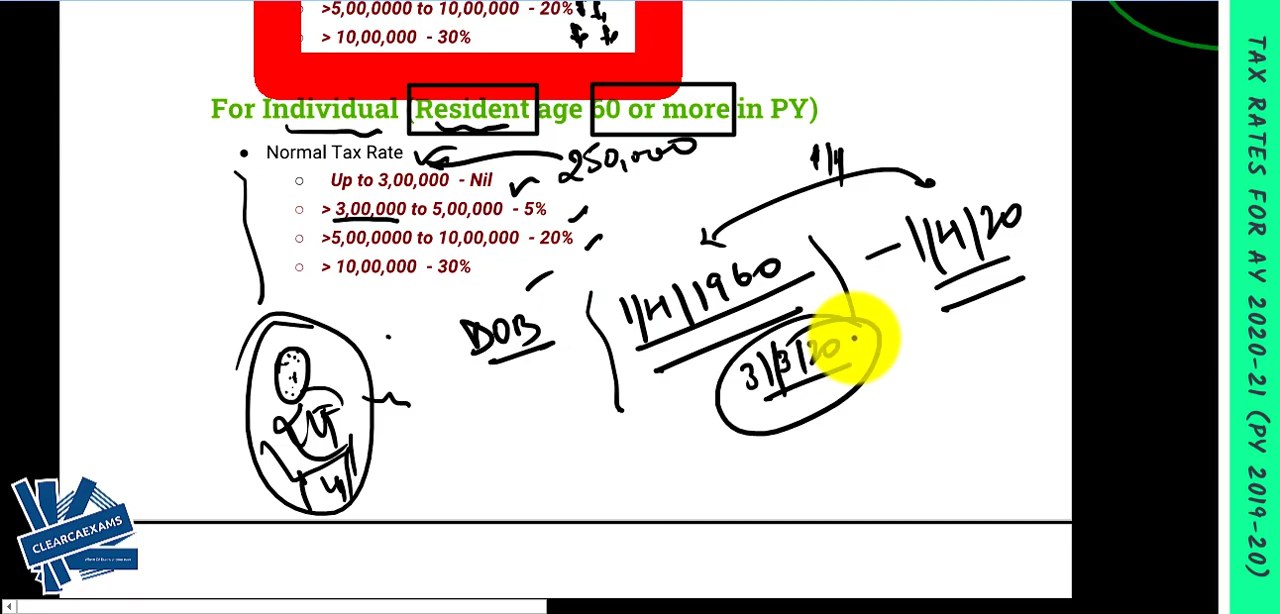 >5,00,0000 to 10,00,000 - 20%
> 10,00,000 - 30%
For Individual (Resident age 60 or more in PY)
Normal Tax Rate
250,000
1/4
Up to 3,00,000 - Nil
> 3,00,000 to 5,00,000 - 5%
>5,00,0000 to 10,00,000 - 20%
> 10,00,000 - 30%
1/4/1960
- 1/4/20
DOB
31/3/20
CLEARCAEXAMS
TAX RATES FOR AY 2020-21 (PY 2019-20)